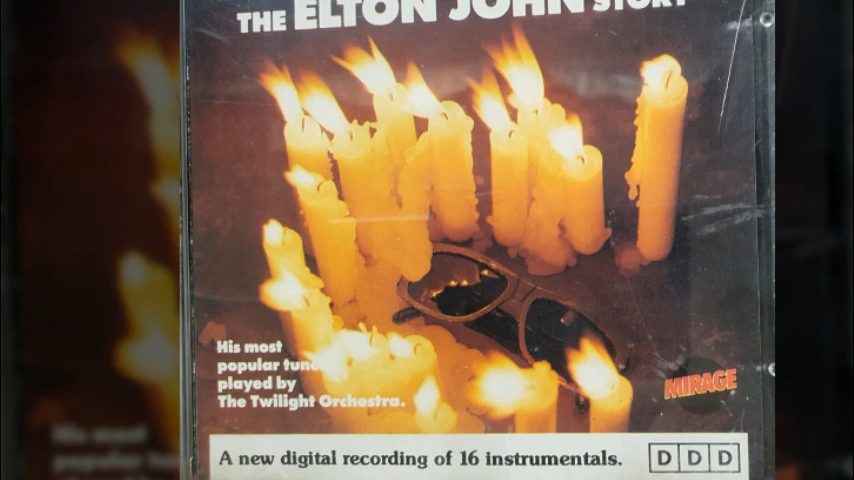 THE ELTON JOHN STORY
His most
popular tune
played by
The Twilight Orchestra.
MIRAGE
A new digital recording of 16 instrumentals.
DDD